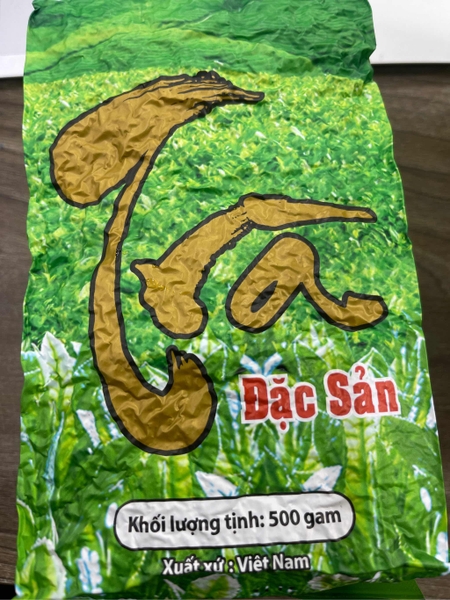 Trà
Đặc Sản
Khối lượng tịnh: 500 gam
Xuất xứ : Việt Nam